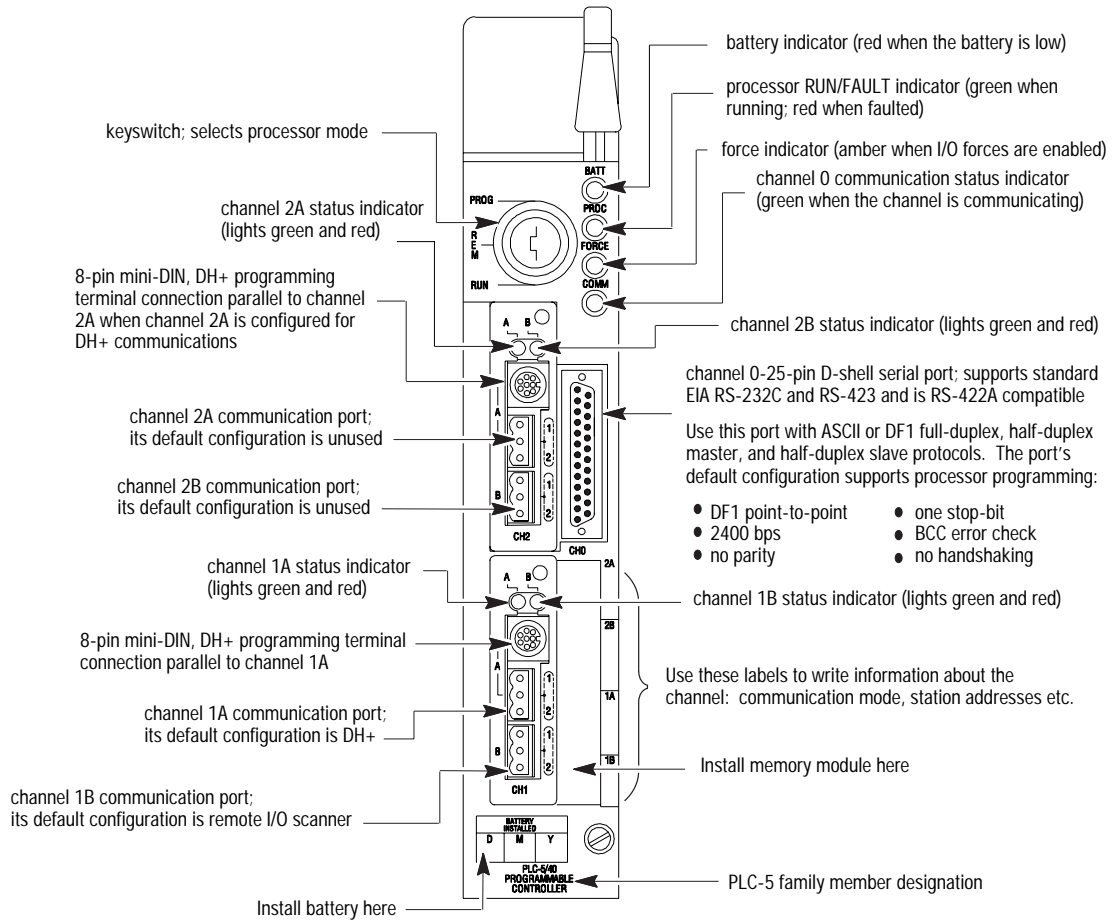 battery indicator (red when the battery is low)
processor RUN/FAULT indicator (green when
running; red when faulted)
keyswitch; selects processor mode
force indicator (amber when I/O forces are enabled)
channel 0 communication status indicator
(green when the channel is communicating)
channel 2A status indicator
(lights green and red)
8-pin mini-DIN, DH+ programming
terminal connection parallel to channel
2A when channel 2A is configured for
DH+ communications
BATT
PROG
PROC
R
E
M
FORCE
RUN
COMM
channel 2B status indicator (lights green and red)
A B
channel 0-25-pin D-shell serial port; supports standard
EIA RS-232C and RS-423 and is RS-422A compatible
channel 2A communication port;
its default configuration is unused
A
1
2
Use this port with ASCII or DF1 full-duplex, half-duplex
master, and half-duplex slave protocols. The port's
default configuration supports processor programming:
channel 2B communication port;
its default configuration is unused
B
1
2
CH2
CH0
• DF1 point-to-point
• 2400 bps
• no parity
• one stop-bit
• BCC error check
• no handshaking
channel 1A status indicator
(lights green and red)
A B
2A
channel 1B status indicator (lights green and red)
8-pin mini-DIN, DH+ programming terminal
connection parallel to channel 1A
2B
A
1
2
Use these labels to write information about the
channel: communication mode, station addresses etc.
1A
channel 1A communication port;
its default configuration is DH+
B
1
2
1B
Install memory module here
CH1
channel 1B communication port;
its default configuration is remote I/O scanner
BATTERY
INSTALLED
D M Y
PLC-5/40
PROGRAMMABLE
CONTROLLER
PLC-5 family member designation
Install battery here